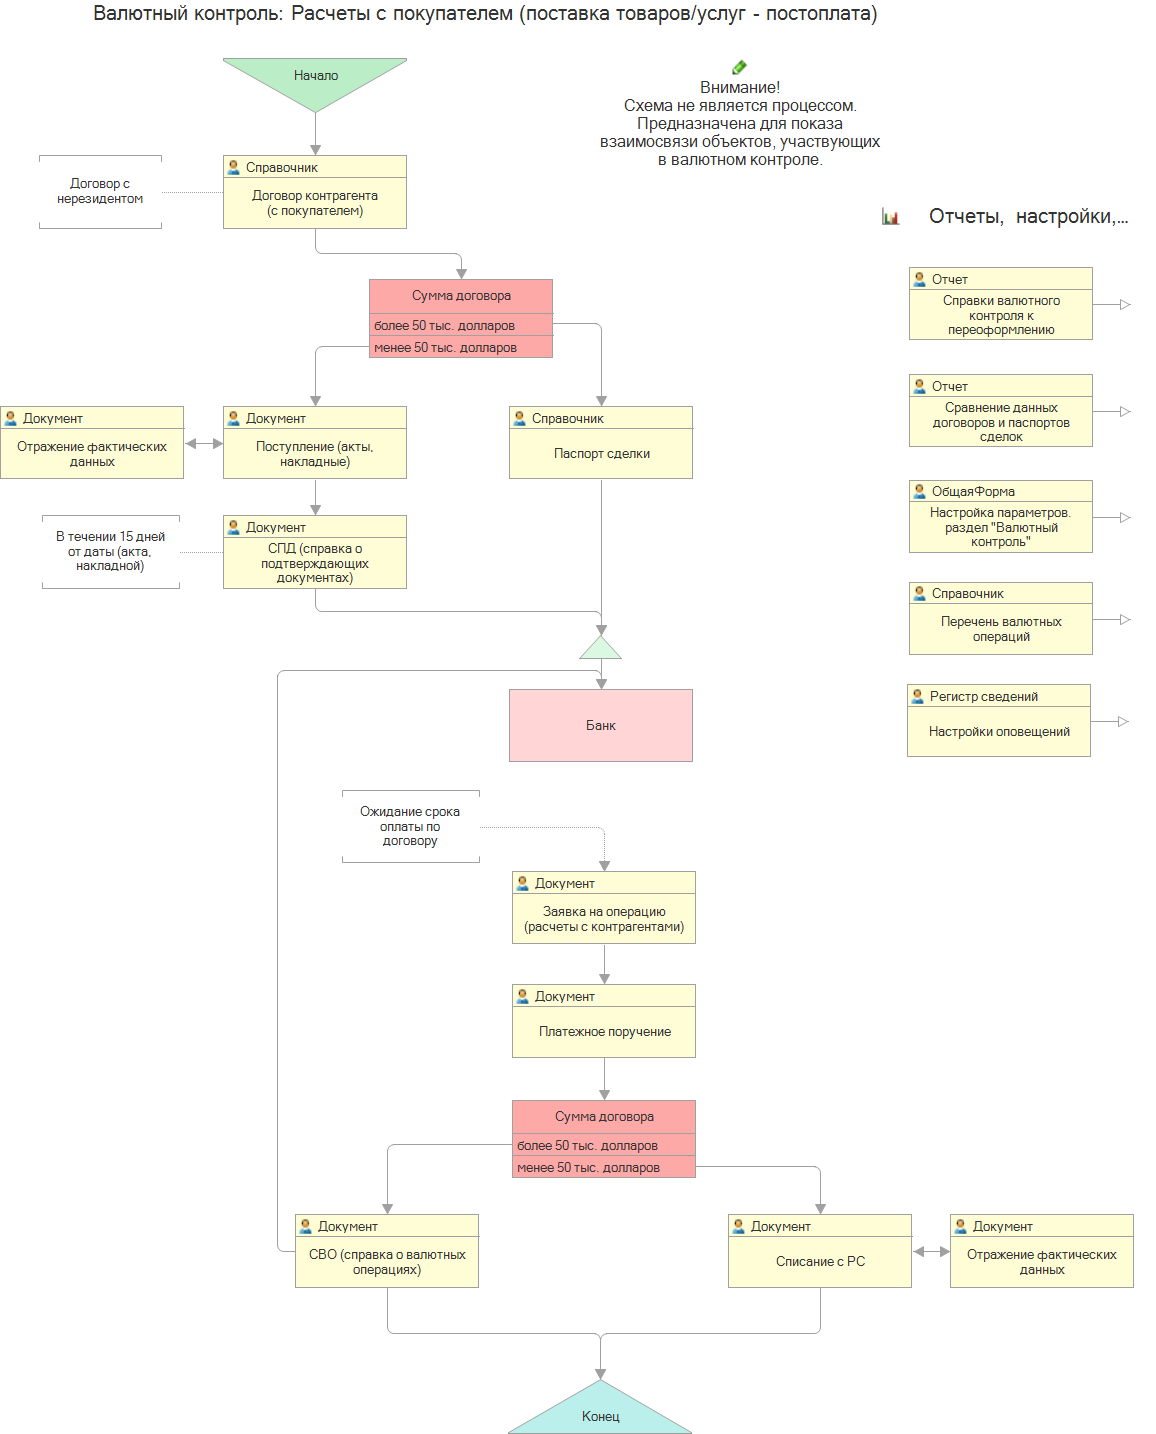 Валютный контроль: Расчеты с покупателем (поставка товаров/услуг - постоплата)
Начало
Внимание!
Схема не является процессом.
Предназначена для показа
взаимосвязи объектов, участвующих
в валютном контроле.
Договор с
нерезидентом
Справочник
Договор контрагента
(с покупателем)
Отчеты, настройки,...
Сумма договора
более 50 тыс. долларов
менее 50 тыс. долларов
Отчет
Справки валютного
контроля к
переоформлению
Отчет
Сравнение данных
договоров и паспортов
сделок
Документ
Отражение фактических
данных
Документ
Поступление (акты,
накладные)
Справочник
Паспорт сделки
ОбщаяФорма
Настройка параметров.
раздел "Валютный
контроль"
В течении 15 дней
от даты (акта,
накладной)
Документ
СПД (справка о
подтверждающих
документах)
Справочник
Перечень валютных
операций
Регистр сведений
Настройки оповещений
Банк
Ожидание срока
оплаты по
договору
Документ
Заявка на операцию
(расчеты с контрагентами)
Документ
Платежное поручение
Сумма договора
более 50 тыс. долларов
менее 50 тыс. долларов
Документ
СВО (справка о валютных
операциях)
Документ
Списание с РС
Документ
Отражение фактических
данных
Конец